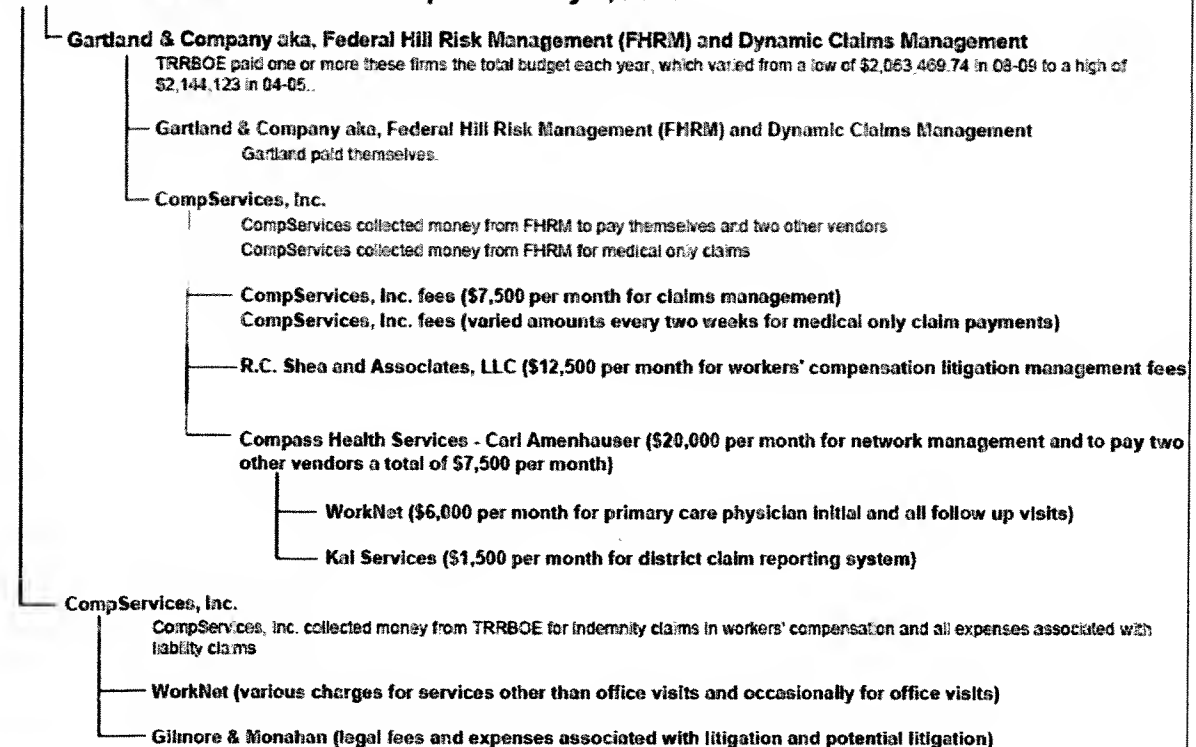 Gartland & Company aka, Federal Hill Risk Management (FHRM) and Dynamic Claims Management
TRRBOE paid one or more these firms the total budget each year, which varied from a low of $2,063,469.74 in 08-09 to a high of
$2,144,123 in 04-05..
Gartland & Company aka, Federal Hill Risk Management (FHRM) and Dynamic Claims Management
Gartland paid themselves.
CompServices, Inc.
CompServices collected money from FHRM to pay themselves and two other vendors
CompServices collected money from FHRM for medical only claims
CompServices, Inc. fees ($7,500 per month for claims management)
CompServices, Inc. fees (varied amounts every two weeks for medical only claim payments)
R.C. Shea and Associates, LLC ($12,500 per month for workers' compensation litigation management fees
Compass Health Services - Carl Amenhauser ($20,000 per month for network management and to pay two
other vendors a total of $7,500 per month)
WorkNet ($6,000 per month for primary care physician initial and all follow up visits)
Kal Services ($1,500 per month for district claim reporting system)
CompServices, Inc.
CompServices, Inc. collected money from TRRBOE for indemnity claims in workers' compensation and all expenses associated with
liability claims
WorkNet (various charges for services other than office visits and occasionally for office visits)
Gilmore & Monahan (legal fees and expenses associated with litigation and potential litigation)